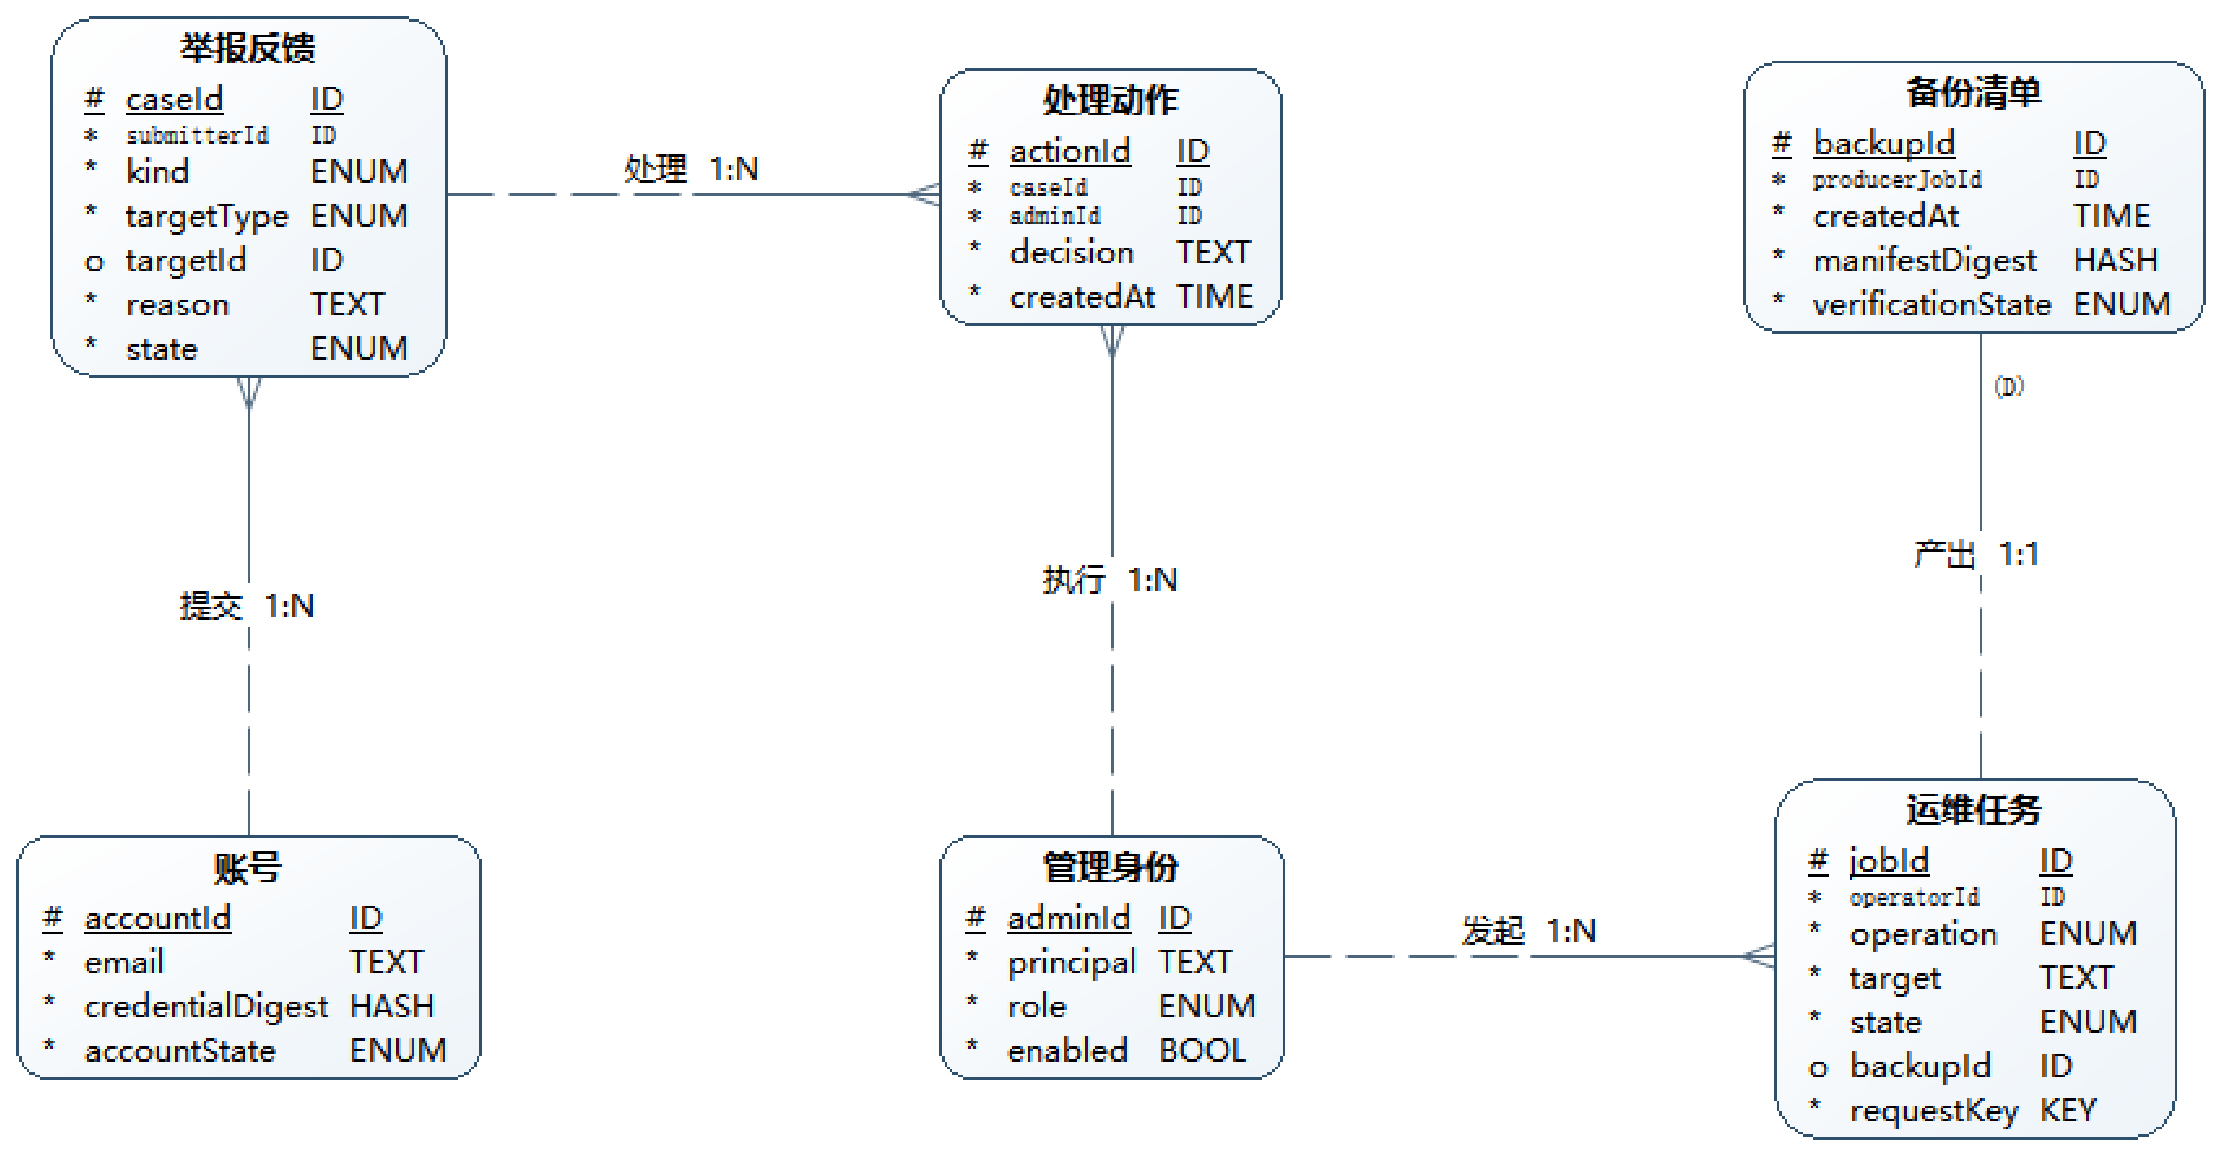 举报反馈
# caseId ID
* submitterId ID
* kind ENUM
* targetType ENUM
o targetId ID
* reason TEXT
* state ENUM
处理 1:N
处理动作
# actionId ID
* caseId ID
* adminId ID
* decision TEXT
* createdAt TIME
备份清单
# backupId ID
* producerJobId ID
* createdAt TIME
* manifestDigest HASH
* verificationState ENUM
(D)
提交 1:N
执行 1:N
产出 1:1
账号
# accountId ID
* email TEXT
* credentialDigest HASH
* accountState ENUM
管理身份
# adminId ID
* principal TEXT
* role ENUM
* enabled BOOL
发起 1:N
运维任务
# jobId ID
* operatorId ID
* operation ENUM
* target TEXT
* state ENUM
o backupId ID
* requestKey KEY